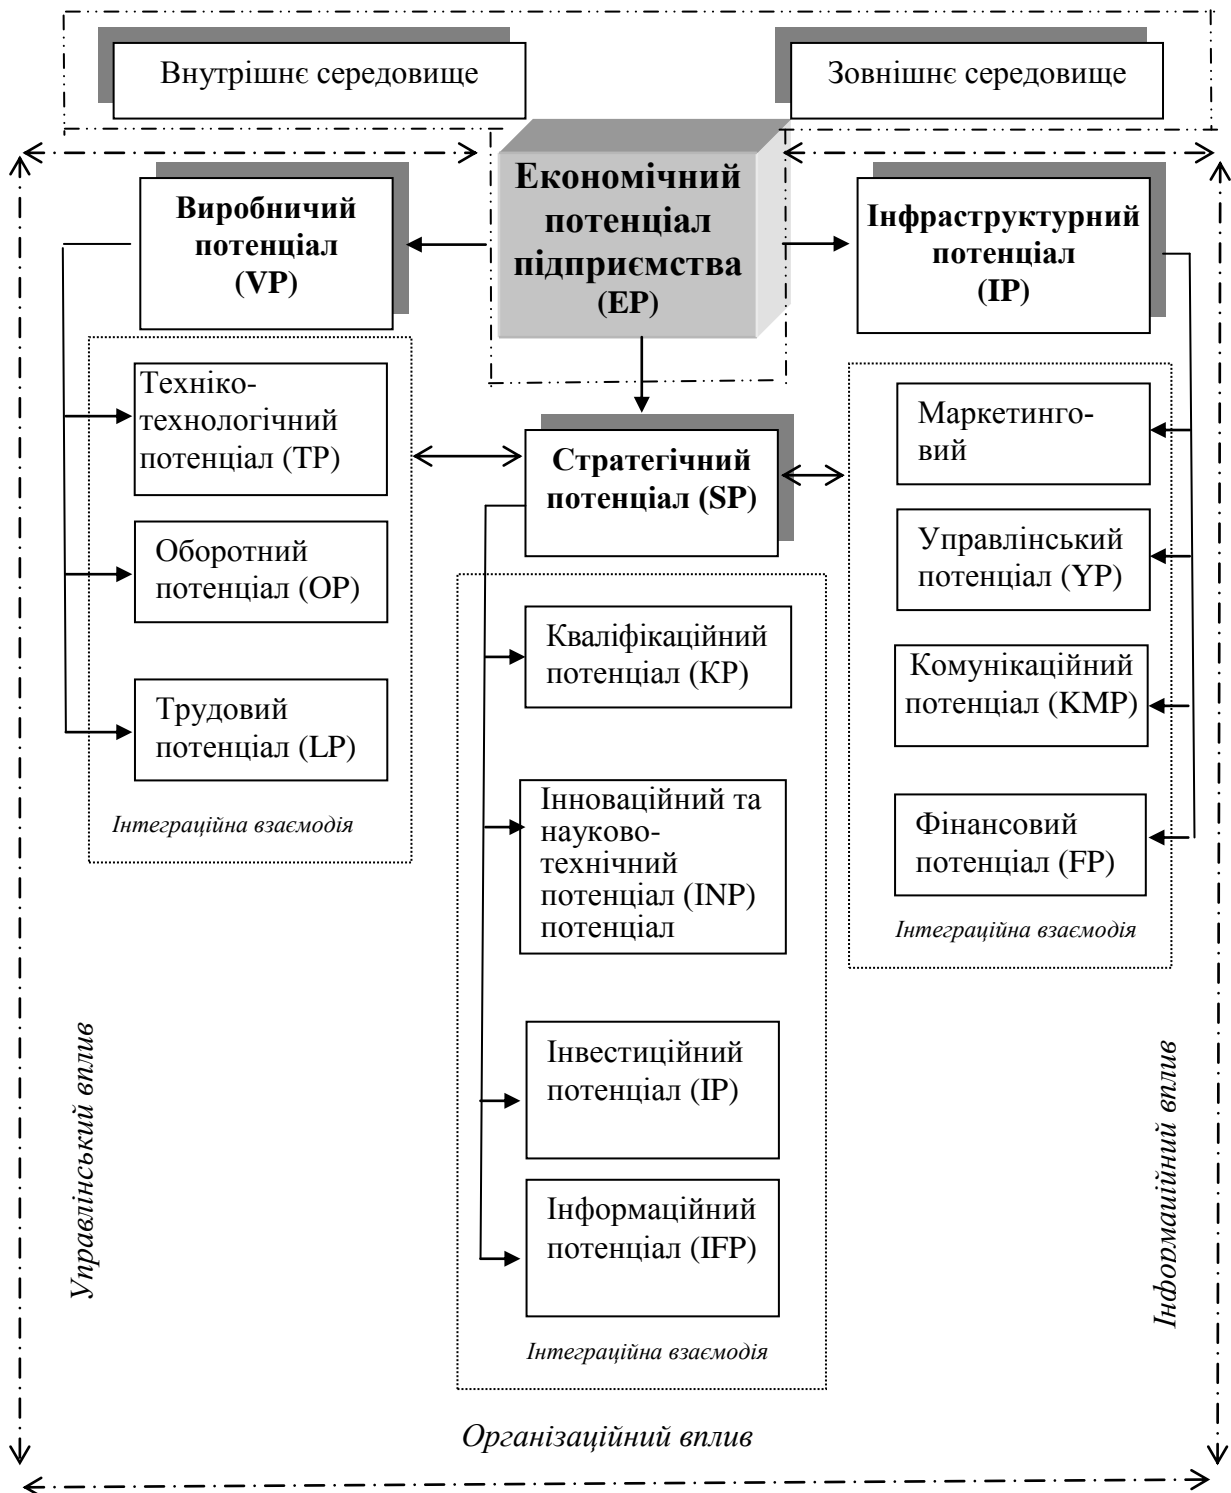 Внутрішнє середовище
Зовнішнє середовище
Економічний
потенціал
підприємства
(EP)
Виробничий
потенціал
(VP)
Інфраструктурний
потенціал
(IP)
Техніко-
технологічний
потенціал (TP)
Оборотний
потенціал (OP)
Трудовий
потенціал (LP)
Інтеграційна взаємодія
Стратегічний
потенціал (SP)
Кваліфікаційний
потенціал (KP)
Інноваційний та
науково-
технічний
потенціал (INP)
потенціал
Інвестиційний
потенціал (IP)
Інформаційний
потенціал (IFP)
Інтеграційна взаємодія
Маркетинго-
вий
Управлінський
потенціал (YP)
Комунікаційний
потенціал (KMP)
Фінансовий
потенціал (FP)
Інтеграційна взаємодія
Управлінський вплив
Інформаційний вплив
Організаційний вплив